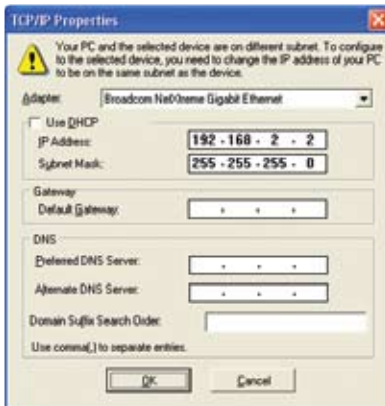 TCP/IP Properties
Your PC and the selected device are on different subnet. To configure
to the selected device, you need to change the IP address of your PC
to be on the same subnet as the device.
Adapter: Broadcom NetXtreme Gigabit Ethernet
Use DHCP
IP Address: 192 . 168 . 2 . 2
Subnet Mask: 255 . 255 . 255 . 0
Gateway
Default Gateway: . . .
DNS
Preferred DNS Server: . . .
Alternate DNS Server: . . .
Domain Suffix Search Order:
Use comma(,) to separate entries.
OK Cancel